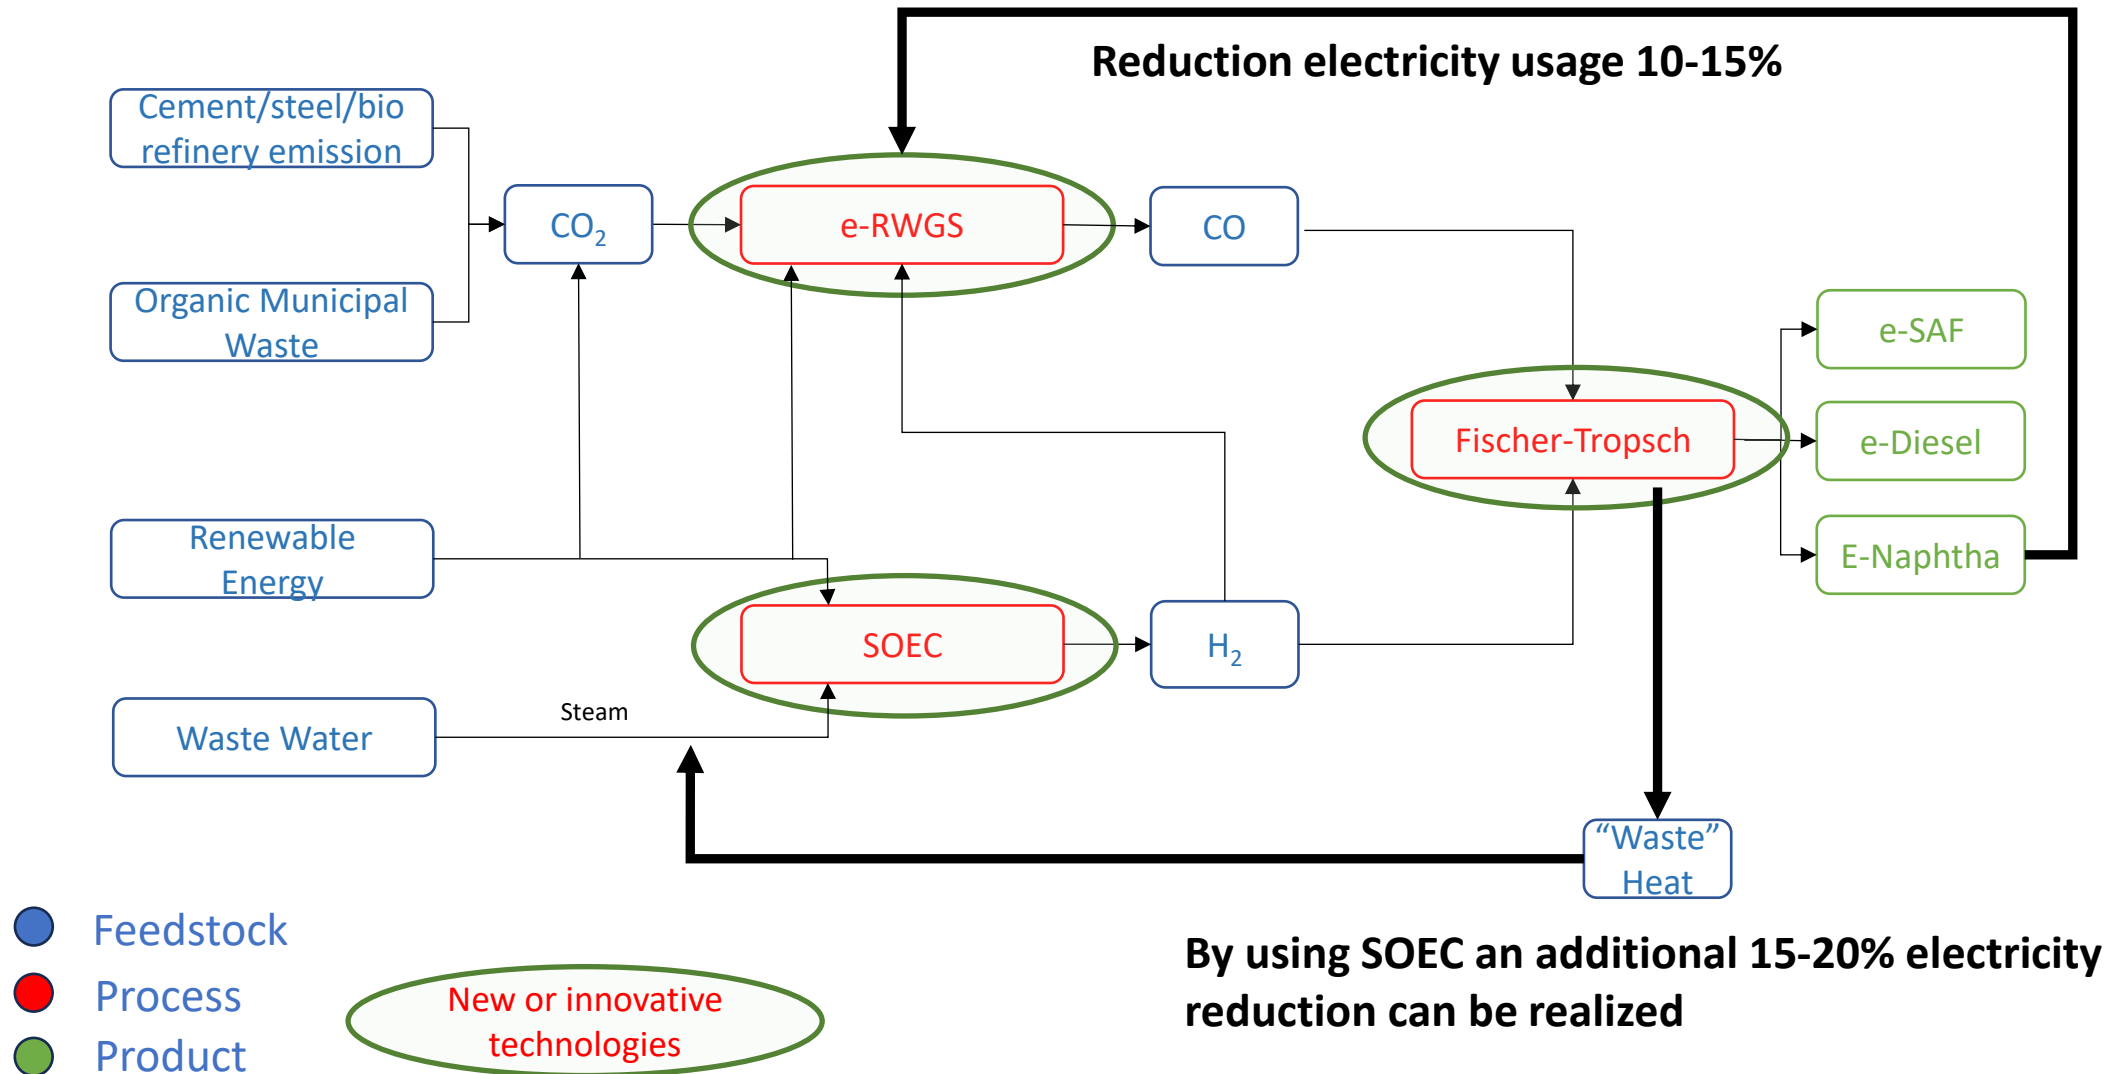 Reduction electricity usage 10-15%
Cement/steel/bio
refinery emission
CO₂
e-RWGS
CO
Organic Municipal
Waste
e-SAF
Fischer-Tropsch
e-Diesel
Renewable
Energy
E-Naphtha
SOEC
H₂
Steam
Waste Water
“Waste”
Heat
Feedstock
Process
Product
New or innovative
technologies
By using SOEC an additional 15-20% electricity
reduction can be realized